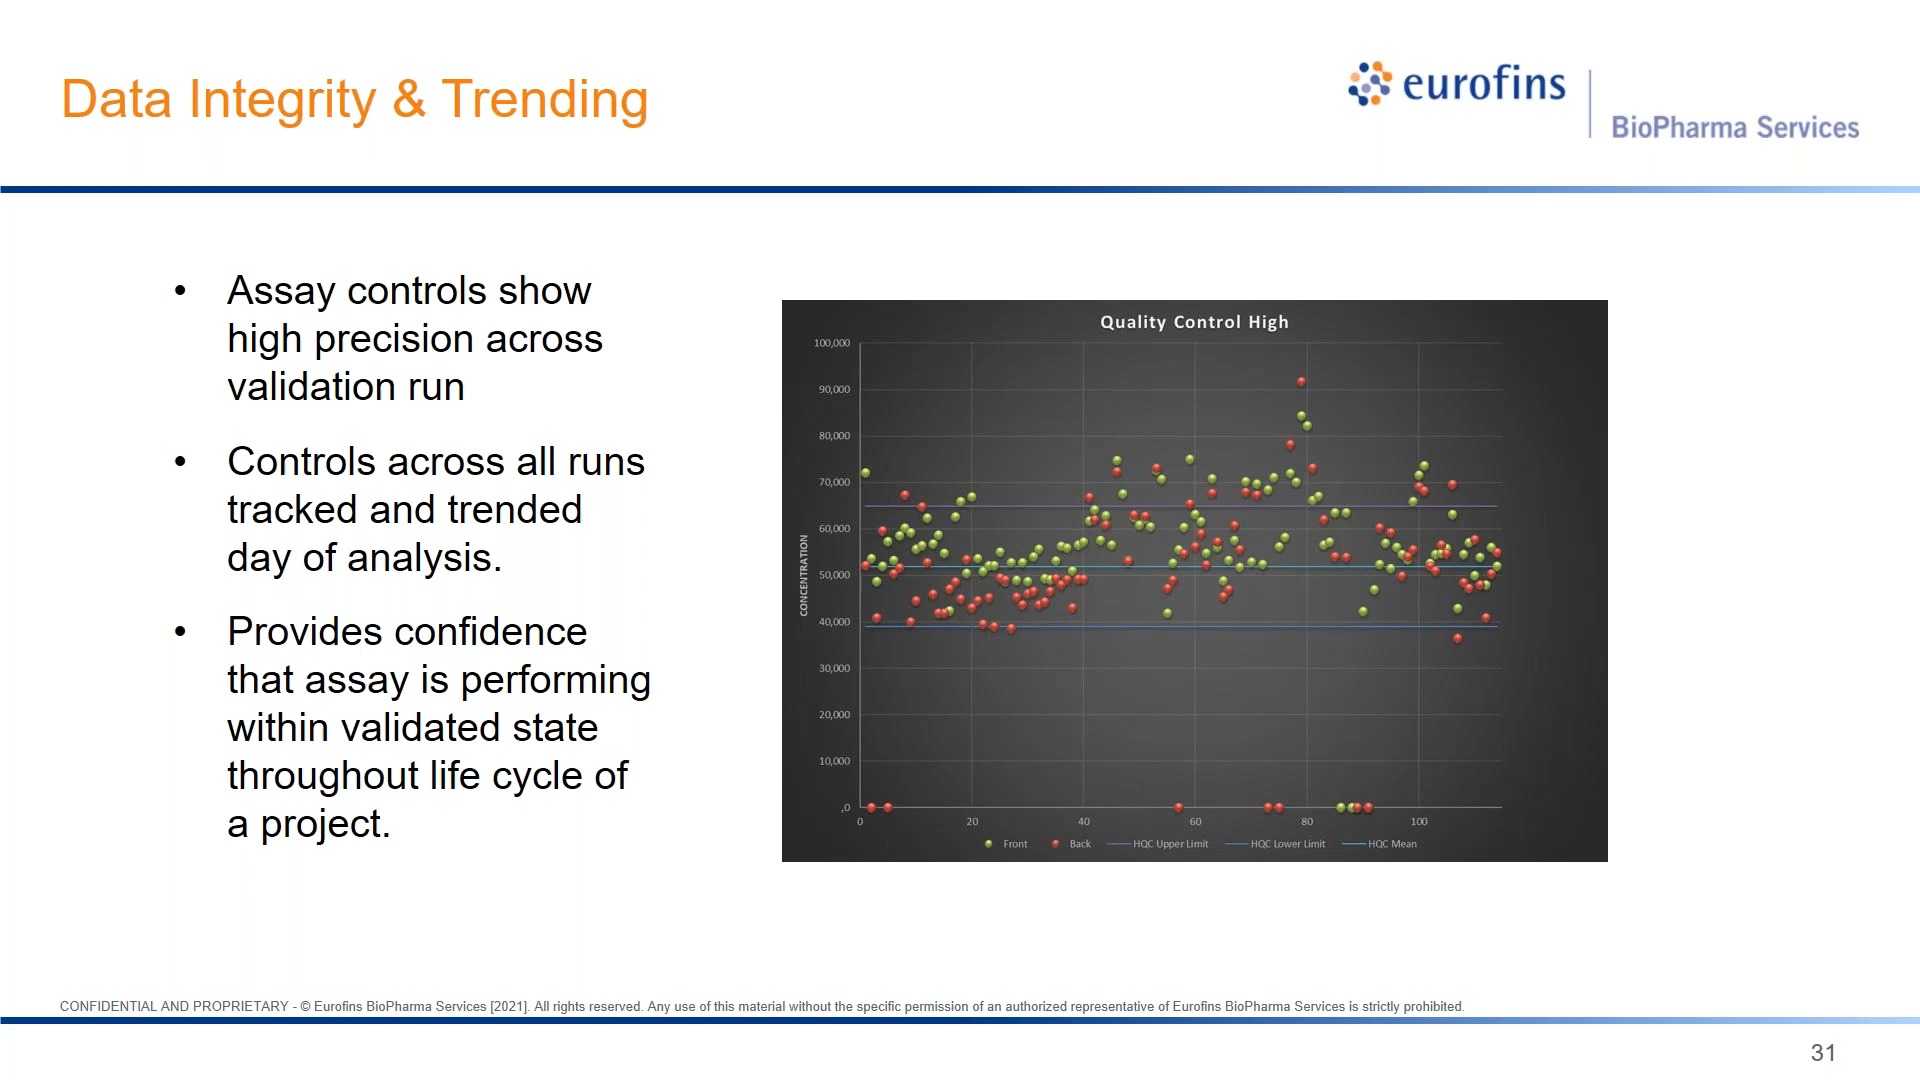 Data Integrity & Trending
eurofins
BioPharma Services
• Assay controls show
high precision across
validation run
• Controls across all runs
tracked and trended
day of analysis.
• Provides confidence
that assay is performing
within validated state
throughout life cycle of
a project.
Quality Control High
100,000
90,000
80,000
70,000
60,000
50,000
40,000
30,000
20,000
10,000
,0
CONCENTRATION
0 20 40 60 80 100
Front Back HQC Upper Limit HQC Lower Limit HQC Mean
CONFIDENTIAL AND PROPRIETARY - © Eurofins BioPharma Services [2021]. All rights reserved. Any use of this material without the specific permission of an authorized representative of Eurofins BioPharma Services is strictly prohibited.
31